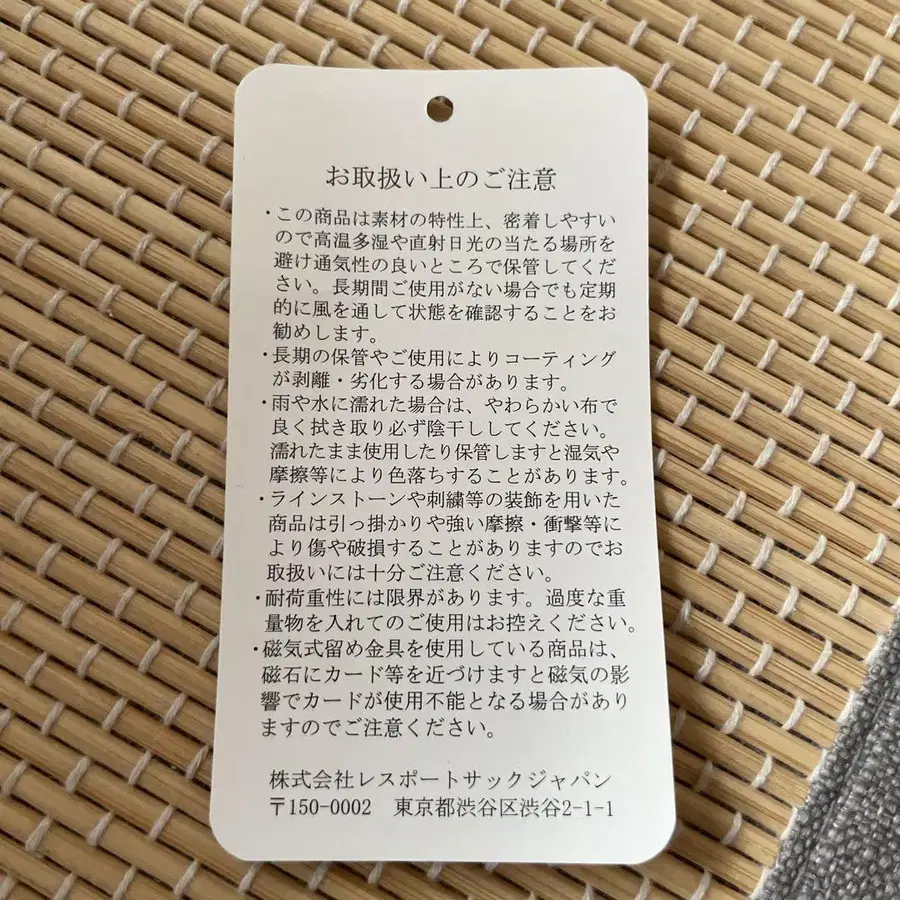 お取扱い上のご注意
・この商品は素材の特性上、密着しやすい
ので高温多湿や直射日光の当たる場所を
避け通気性の良いところで保管してくだ
さい。長期間ご使用がない場合でも定期
的に風を通して状態を確認することをお
勧めします。
・長期の保管やご使用によりコーティング
が剥離・劣化する場合があります。
・雨や水に濡れた場合は、やわらかい布で
良く拭き取り必ず陰干ししてください。
濡れたまま使用したり保管しますと湿気や
摩擦等により色落ちすることがあります。
・ラインストーンや刺繍等の装飾を用いた
商品は引っ掛かりや強い摩擦・衝撃等に
より傷や破損することがありますのでお
取扱いには十分ご注意ください。
・耐荷重性には限界があります。過度な重
量物を入れてのご使用はお控えください。
・磁気式留め金具を使用している商品は、
磁石にカード等を近づけますと磁気の影
響でカードが使用不能となる場合があり
ますのでご注意ください。
株式会社レスポートサックジャパン
〒150-0002 東京都渋谷区渋谷2-1-1